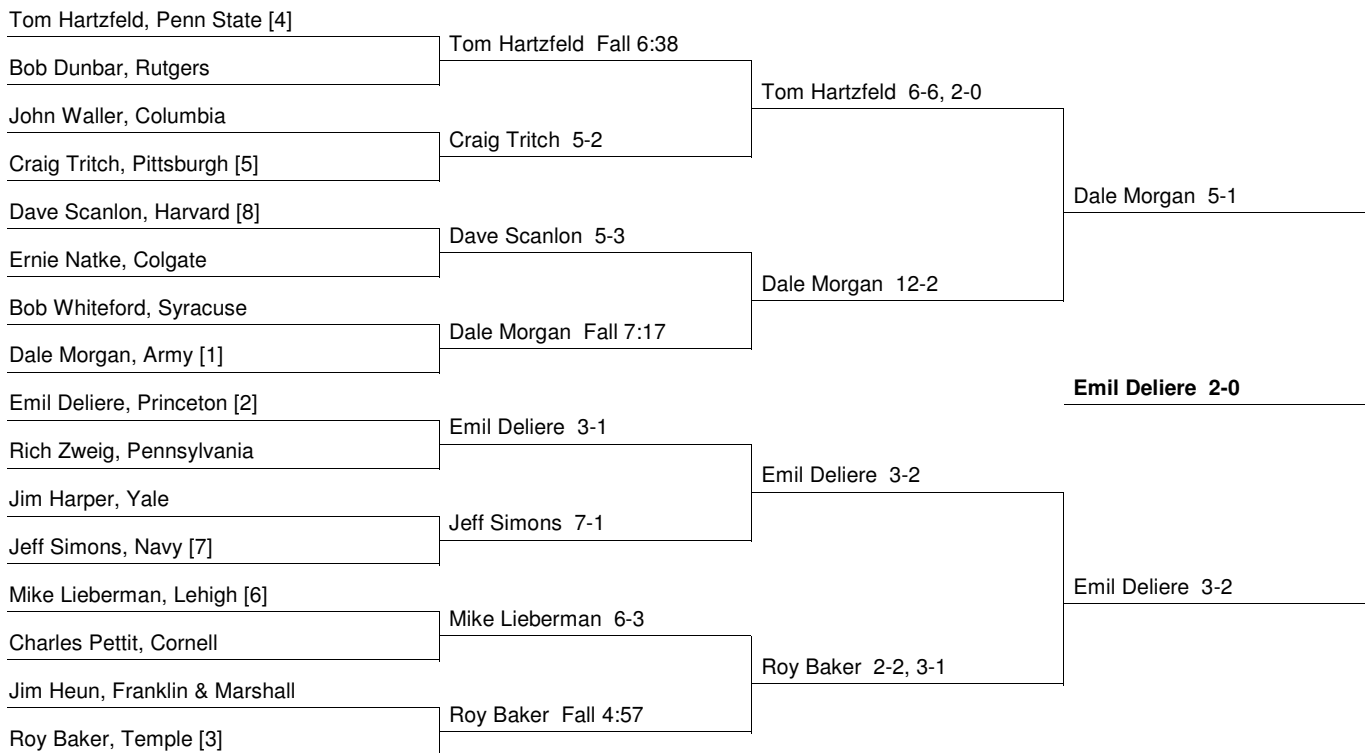 Tom Hartzfeld, Penn State [4]
Bob Dunbar, Rutgers
John Waller, Columbia
Craig Tritch, Pittsburgh [5]
Dave Scanlon, Harvard [8]
Ernie Natke, Colgate
Bob Whiteford, Syracuse
Dale Morgan, Army [1]
Emil Deliere, Princeton [2]
Rich Zweig, Pennsylvania
Jim Harper, Yale
Jeff Simons, Navy [7]
Mike Lieberman, Lehigh [6]
Charles Pettit, Cornell
Jim Heun, Franklin & Marshall
Roy Baker, Temple [3]
Tom Hartzfeld Fall 6:38
Craig Tritch 5-2
Dave Scanlon 5-3
Dale Morgan Fall 7:17
Emil Deliere 3-1
Jeff Simons 7-1
Mike Lieberman 6-3
Roy Baker Fall 4:57
Tom Hartzfeld 6-6, 2-0
Dale Morgan 12-2
Emil Deliere 3-2
Roy Baker 2-2, 3-1
Dale Morgan 5-1
Emil Deliere 2-0
Emil Deliere 3-2